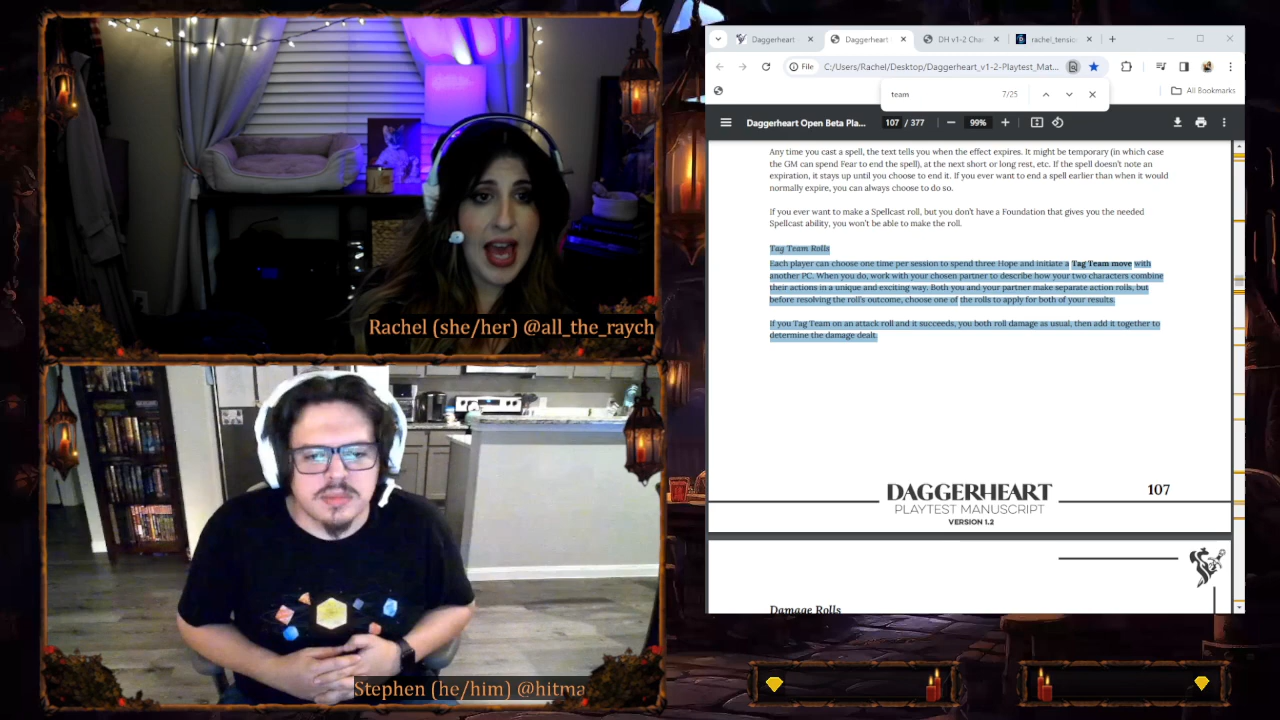 Rachel (she/her) @all_the_raych
Stephen (he/him) @hitma
Daggerheart
Daggerheart
DH v1-2 Cha
rachel_tensio
File
C:/Users/Rachel/Desktop/Daggerheart_v1-2-Playtest_Mat...
team
7/25
All Bookmarks
Daggerheart Open Beta Pla...
107 / 377
99%
Any time you cast a spell, the text tells you when the effect expires. It might be temporary (in which case
the GM can spend Fear to end the spell), at the next short or long rest, etc. If the spell doesn't note an
expiration, it stays up until you choose to end it. If you ever want to end a spell earlier than when it would
normally expire, you can always choose to do so.
If you ever want to make a Spellcast roll, but you don't have a Foundation that gives you the needed
Spellcast ability, you won't be able to make the roll.
Tag Team Rolls
Each player can choose one time per session to spend three Hope and initiate a Tag Team move with
another PC. When you do, work with your chosen partner to describe how your two characters combine
their actions in a unique and exciting way. Both you and your partner make separate action rolls, but
before resolving the roll's outcome, choose one of the rolls to apply for both of your results.
If you Tag Team on an attack roll and it succeeds, you both roll damage as usual, then add it together to
determine the damage dealt.
DAGGERHEART
PLAYTEST MANUSCRIPT
VERSION 1.2
107
Damage Rolls